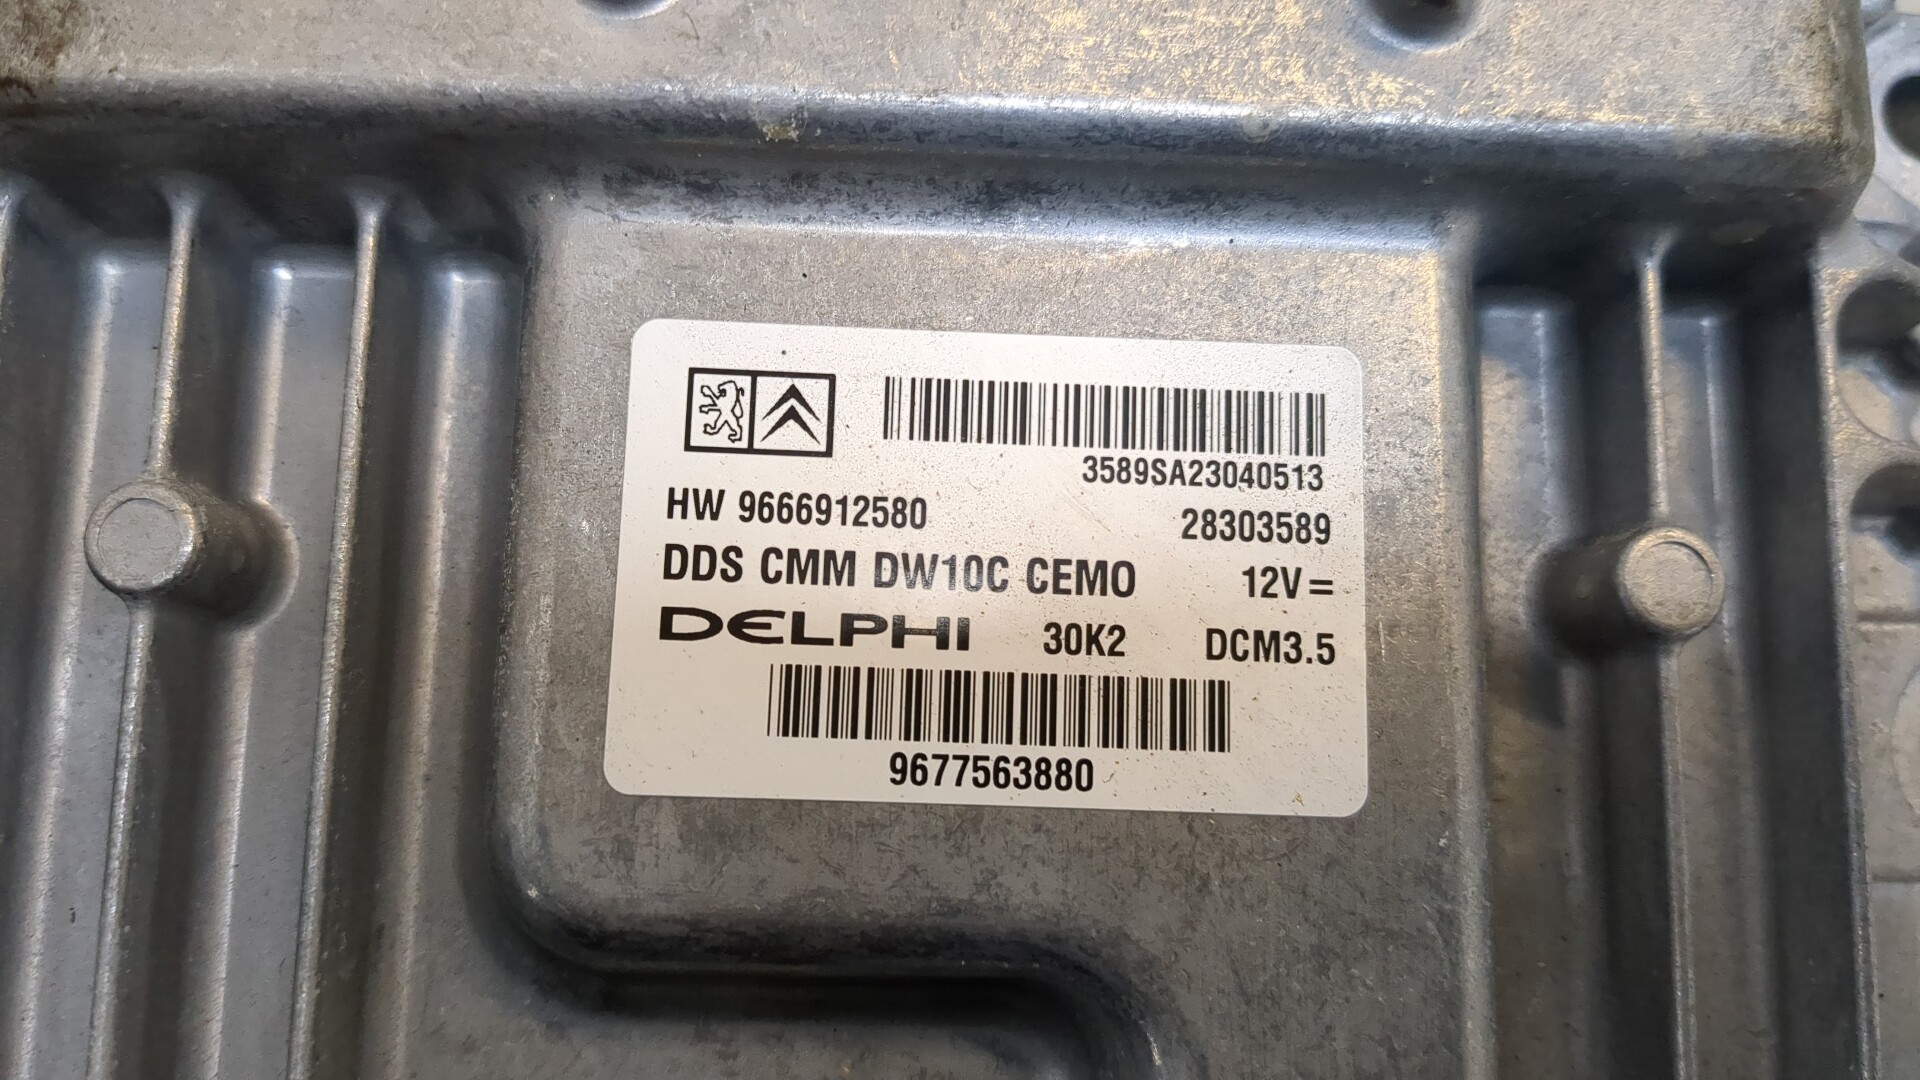 3589SA23040513
HW 9666912580 28303589
DDS CMM DW10C CEMO 12V=
DELPHI 30K2 DCM3.5
9677563880